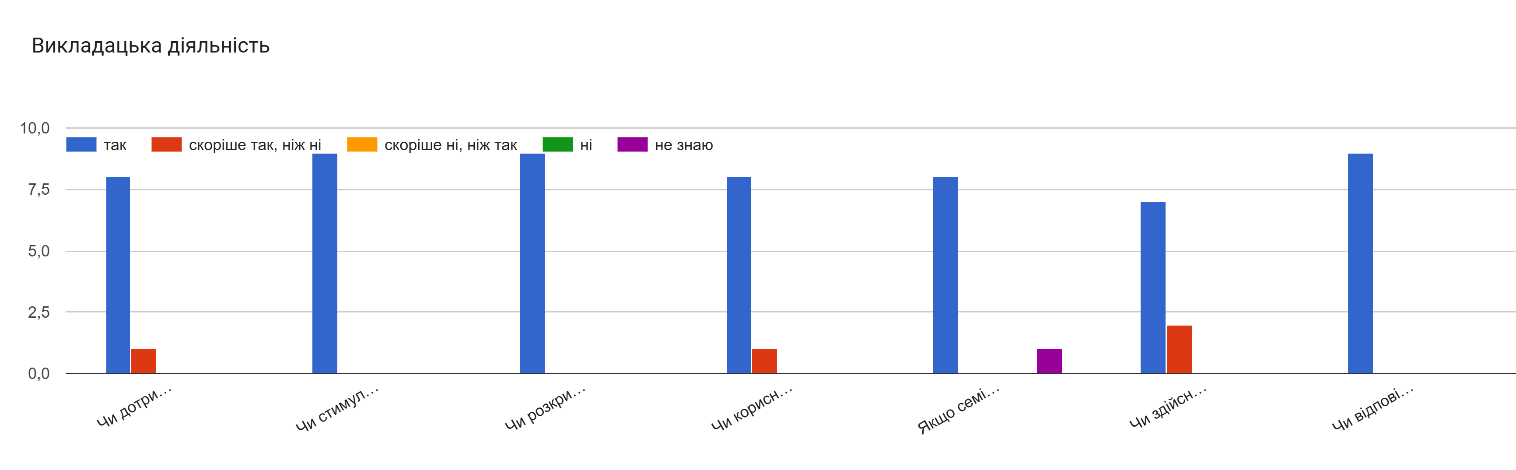 Викладацька діяльність
10,0
так
скоріше так, ніж ні
скоріше ні, ніж так
ні
не знаю
7,5
5,0
2,5
0,0
Чи дотри…
Чи стимул…
Чи розкри…
Чи корисн…
Якщо семі…
Чи здійсн…
Чи відпові…